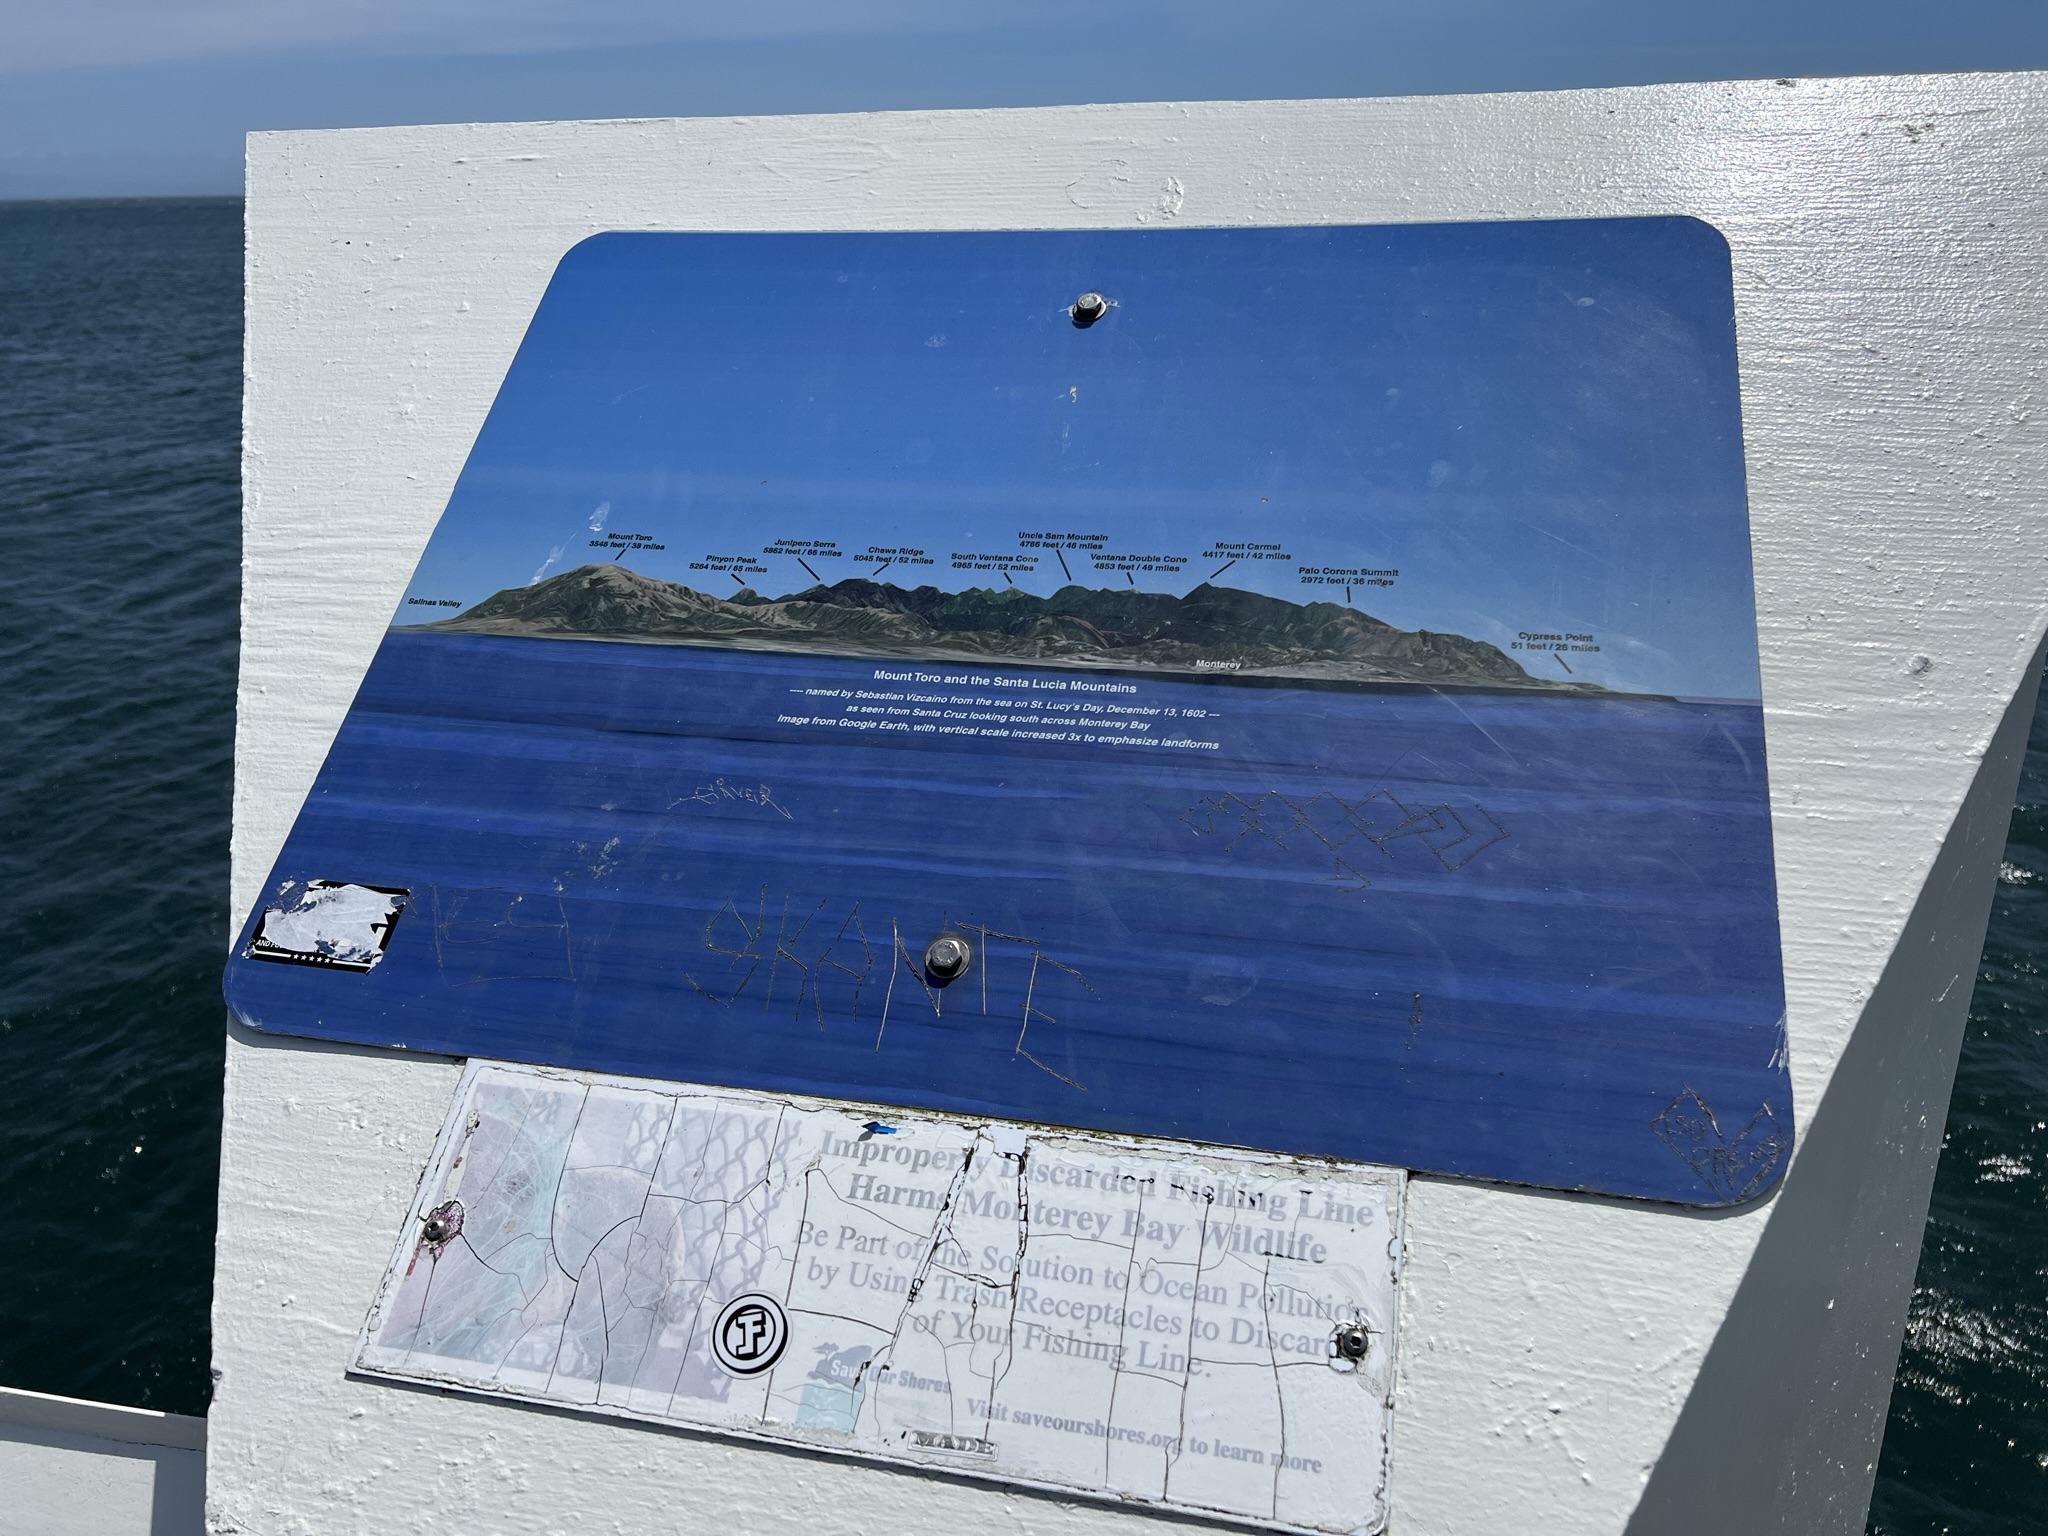 Mount Toro
3546 feet / 38 miles
Pinyon Peak
5264 feet / 65 miles
Junipero Serra
5862 feet / 66 miles
Chews Ridge
5045 feet / 52 miles
South Ventana Cone
4965 feet / 52 miles
Uncle Sam Mountain
4766 feet / 46 miles
Ventana Double Cone
4853 feet / 49 miles
Mount Carmel
4417 feet / 42 miles
Palo Corona Summit
2972 feet / 36 miles
Cypress Point
51 feet / 26 miles
Salinas Valley
Monterey
Mount Toro and the Santa Lucia Mountains
---- named by Sebastian Vizcaino from the sea on St. Lucy's Day, December 13, 1602 ---
as seen from Santa Cruz looking south across Monterey Bay
Image from Google Earth, with vertical scale increased 3x to emphasize landforms
Improperly Discarded Fishing Line
Harms Monterey Bay Wildlife
Be Part of the Solution to Ocean Pollution
by Using Trash Receptacles to Discard
of Your Fishing Line.
Save Our Shores
Visit saveourshores.org to learn more
MADE